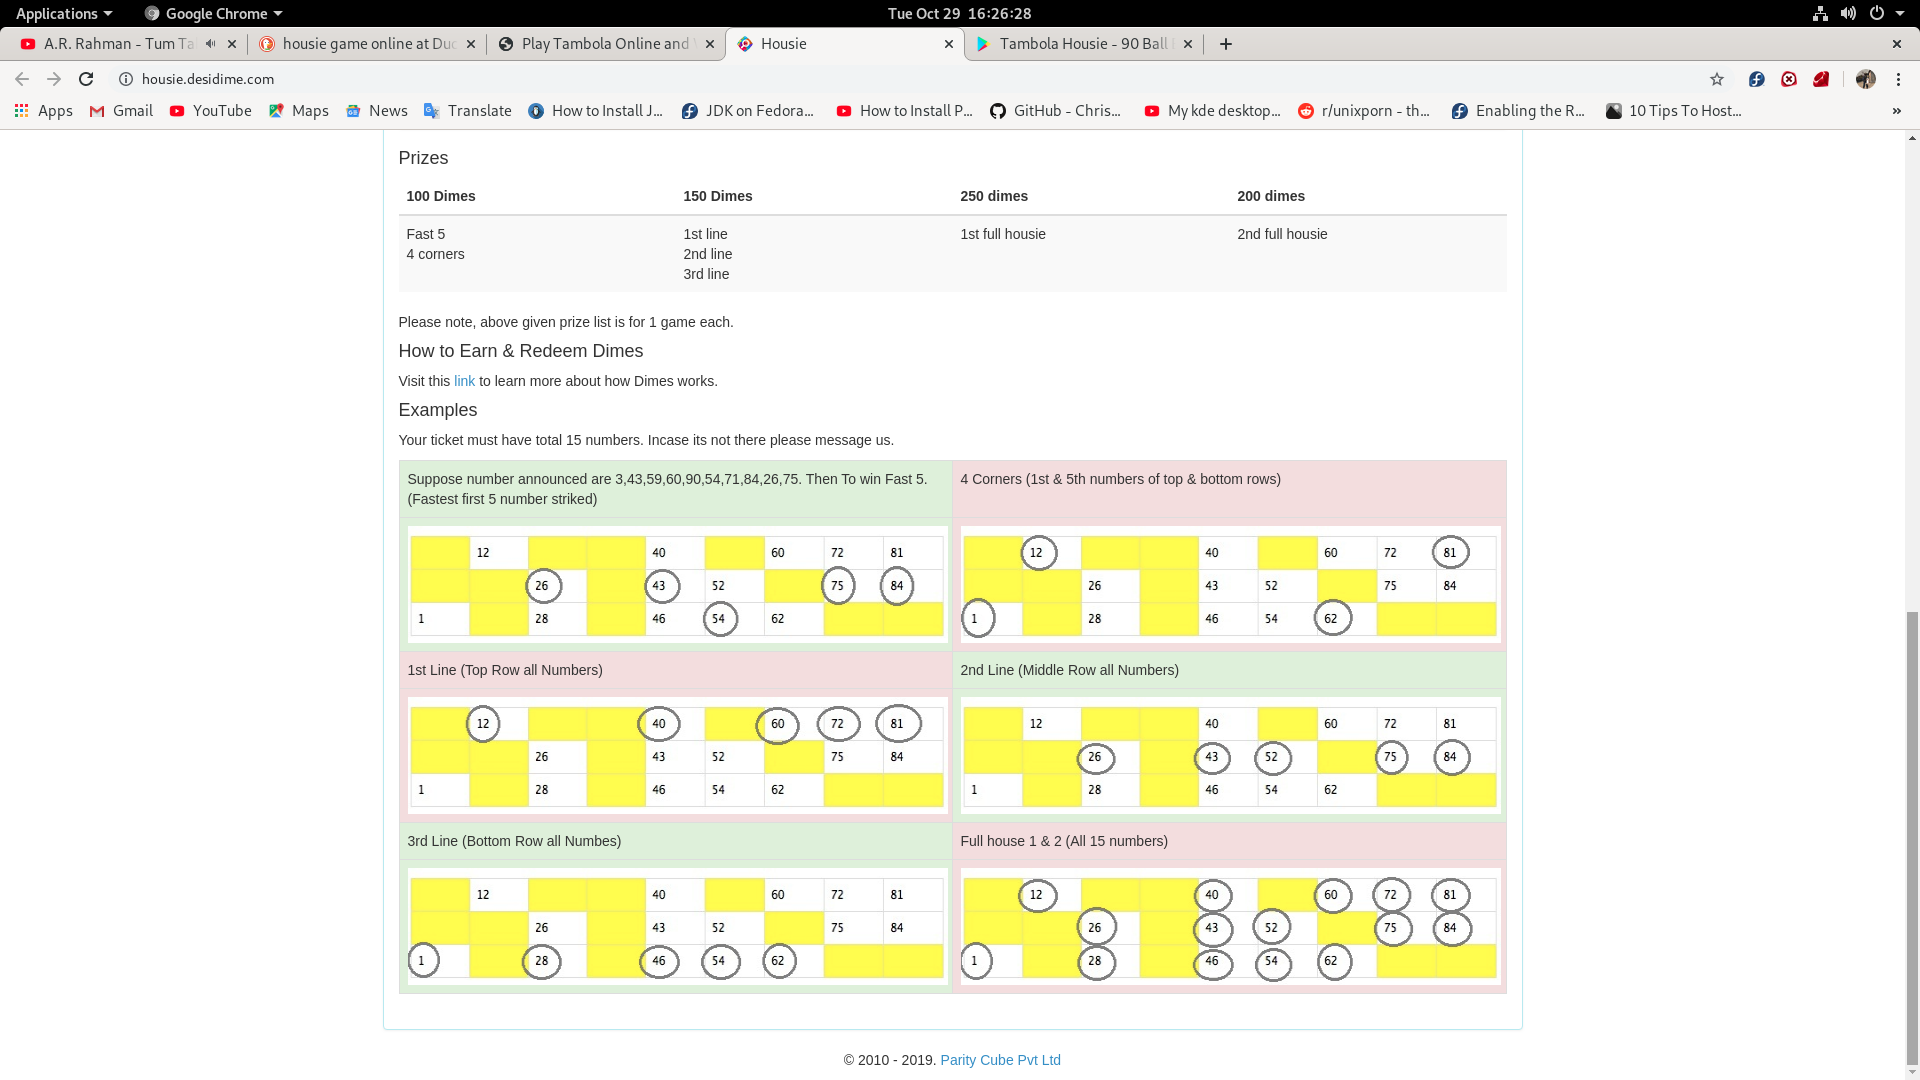 Applications
Google Chrome
Tue Oct 29 16:26:28
A.R. Rahman - Tum Ta
housie game online at Duc
Play Tambola Online and
Housie
Tambola Housie - 90 Ball
housie.desidime.com
Apps
Gmail
YouTube
Maps
News
Translate
How to Install J...
JDK on Fedora...
How to Install P...
GitHub - Chris...
My kde desktop...
r/unixporn - th...
Enabling the R...
10 Tips To Host...
»
Prizes
100 Dimes 150 Dimes 250 dimes 200 dimes
Fast 5 1st line 1st full housie 2nd full housie
4 corners 2nd line
3rd line
Please note, above given prize list is for 1 game each.
How to Earn & Redeem Dimes
Visit this link to learn more about how Dimes works.
Examples
Your ticket must have total 15 numbers. Incase its not there please message us.
Suppose number announced are 3,43,59,60,90,54,71,84,26,75. Then To win Fast 5.
(Fastest first 5 number striked)
12 40 60 72 81
26 43 52 75 84
1 28 46 54 62
4 Corners (1st & 5th numbers of top & bottom rows)
12 40 60 72 81
26 43 52 75 84
1 28 46 54 62
1st Line (Top Row all Numbers)
12 40 60 72 81
26 43 52 75 84
1 28 46 54 62
2nd Line (Middle Row all Numbers)
12 40 60 72 81
26 43 52 75 84
1 28 46 54 62
3rd Line (Bottom Row all Numbes)
12 40 60 72 81
26 43 52 75 84
1 28 46 54 62
Full house 1 & 2 (All 15 numbers)
12 40 60 72 81
26 43 52 75 84
1 28 46 54 62
© 2010 - 2019. Parity Cube Pvt Ltd